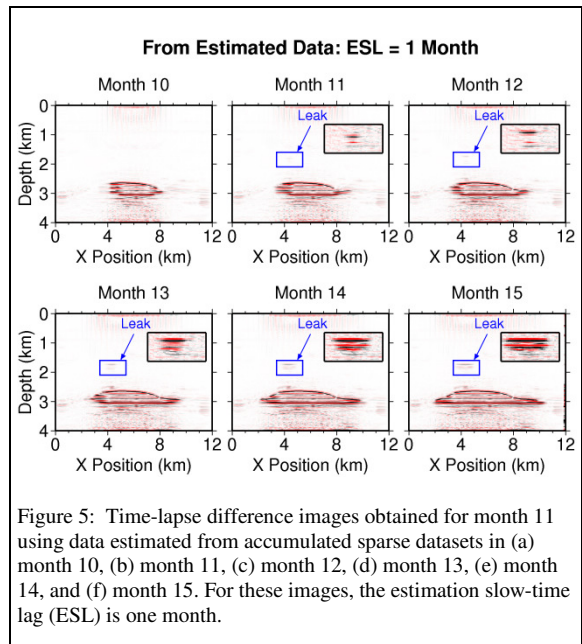 From Estimated Data: ESL = 1 Month
Month 10 Month 11 Month 12
0 1 2 3 4
Depth (km)
Leak
Leak
0 4 8 12 0 4 8 12 0 4 8 12
X Position (km) X Position (km) X Position (km)
Month 13 Month 14 Month 15
0 1 2 3 4
Depth (km)
Leak
Leak
Leak
0 4 8 12 0 4 8 12 0 4 8 12
X Position (km) X Position (km) X Position (km)
Figure 5: Time-lapse difference images obtained for month 11
using data estimated from accumulated sparse datasets in (a)
month 10, (b) month 11, (c) month 12, (d) month 13, (e) month
14, and (f) month 15. For these images, the estimation slow-time
lag (ESL) is one month.